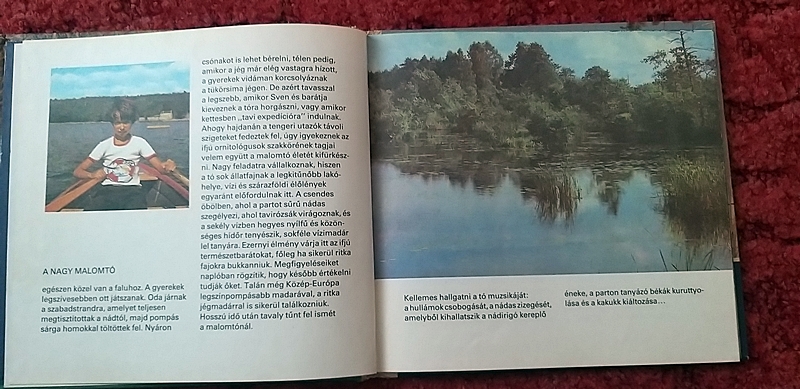 A NAGY MALOMTÓ
egészen közel van a faluhoz. A gyerekek
legszívesebben ott játszanak. Oda járnak
a szabadstrandra, amelyet teljesen
megtisztítottak a nádtól, majd pompás
sárga homokkal töltöttek fel. Nyáron
csónakot is lehet bérelni, télen pedig,
amikor a jég már elég vastagra hízott,
a gyerekek vidáman korcsolyáznak
a tükörsima jégen. De azért tavasszal
a legszebb, amikor Sven és barátja
kieveznek a tóra horgászni, vagy amikor
kettesben „tavi expedícióra" indulnak.
Ahogy hajdanán a tengeri utazók távoli
szigeteket fedeztek fel, úgy igyekeznek az
ifjú ornitológusok szakkörének tagjai
velem együtt a malomtó életét kifürkész-
ni. Nagy feladatra vállalkoznak, hiszen
a tó sok állatfajnak a legkitűnőbb lakó-
helye, vízi és szárazföldi élőlények
egyaránt előfordulnak itt. A csendes
öbölben, ahol a partot sűrű nádas
szegélyezi, ahol tavirózsák virágoznak, és
a sekély vízben hegyes nyílfű és közön-
séges hídőr tenyészik, sokféle vízimadár
lel tanyára. Ezernyi élmény várja itt az ifjú
természetbarátokat, főleg ha sikerül ritka
fajokra bukkanniuk. Megfigyeléseiket
naplóban rögzítik, hogy később értékelni
tudják őket. Talán még Közép-Európa
legszínpompásabb madarával, a ritka
jégmadárral is sikerül találkozniuk.
Hosszú idő után tavaly tűnt fel ismét
a malomtónál.
Kellemes hallgatni a tó muzsikáját:
a hullámok csobogását, a nádas zizegését,
amelyből kihallatszik a nádirigó kereplő
éneke, a parton tanyázó békák kuruttyo-
lása és a kakukk kiáltozása...